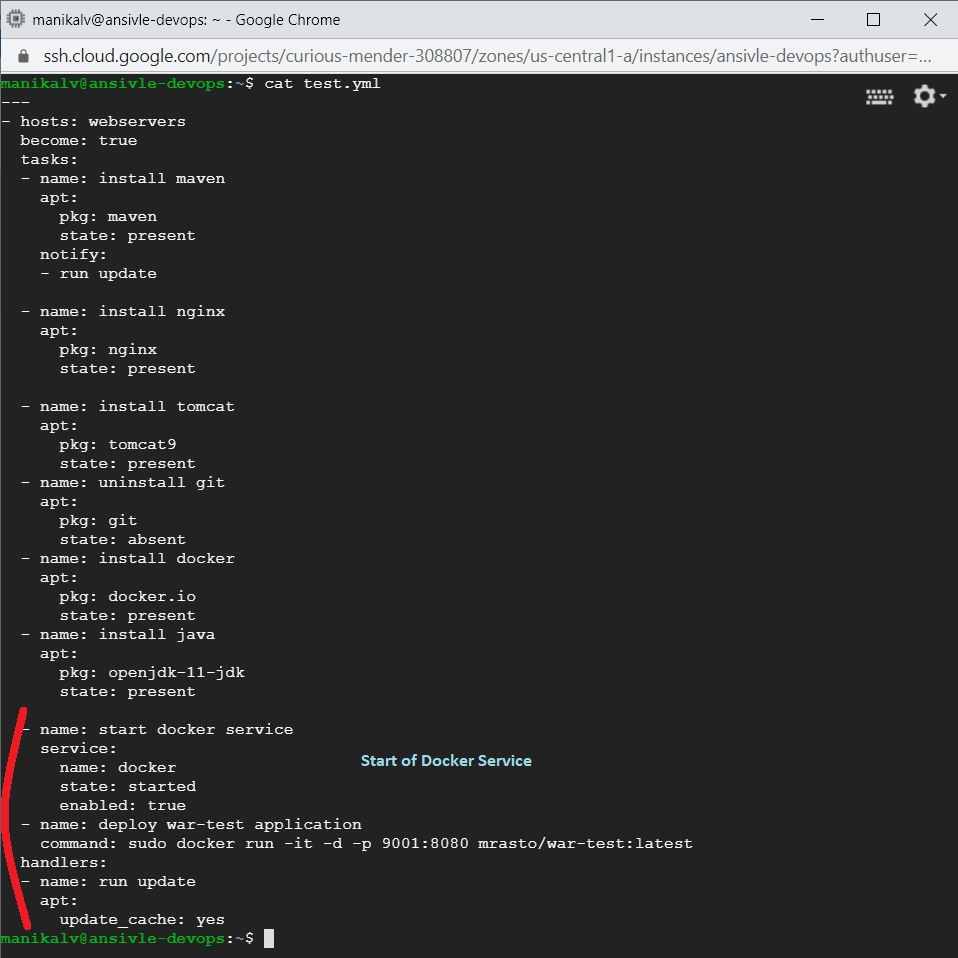 manikalv@ansivle-devops: ~ - Google Chrome
ssh.cloud.google.com/projects/curious-mender-308807/zones/us-central1-a/instances/ansivle-devops?authuser=...
manikalv@ansivle-devops:~$ cat test.yml
---
- hosts: webservers
  become: true
  tasks:
  - name: install maven
    apt:
      pkg: maven
      state: present
    notify:
    - run update

  - name: install nginx
    apt:
      pkg: nginx
      state: present

  - name: install tomcat
    apt:
      pkg: tomcat9
      state: present
  - name: uninstall git
    apt:
      pkg: git
      state: absent
  - name: install docker
    apt:
      pkg: docker.io
      state: present
  - name: install java
    apt:
      pkg: openjdk-11-jdk
      state: present

  - name: start docker service
    service:
Start of Docker Service
      name: docker
      state: started
      enabled: true
  - name: deploy war-test application
    command: sudo docker run -it -d -p 9001:8080 mrasto/war-test:latest
  handlers:
  - name: run update
    apt:
      update_cache: yes
manikalv@ansivle-devops:~$